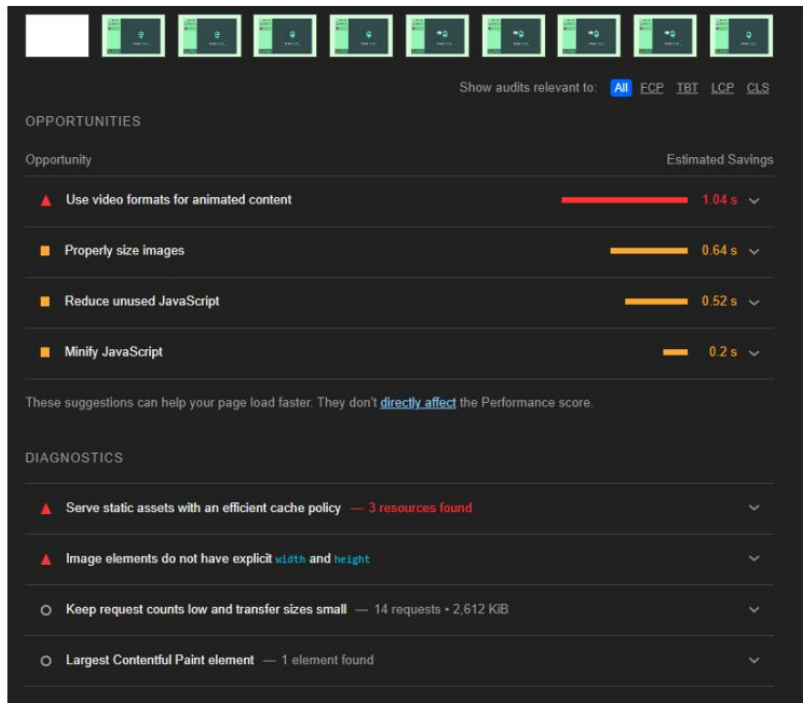 Show audits relevant to: All FCP TBT LCP CLS
OPPORTUNITIES
Opportunity Estimated Savings
Use video formats for animated content 1.04 s
Properly size images 0.64 s
Reduce unused JavaScript 0.52 s
Minify JavaScript 0.2 s
These suggestions can help your page load faster. They don't directly affect the Performance score.
DIAGNOSTICS
Serve static assets with an efficient cache policy — 3 resources found
Image elements do not have explicit width and height
Keep request counts low and transfer sizes small — 14 requests • 2,612 KiB
Largest Contentful Paint element — 1 element found